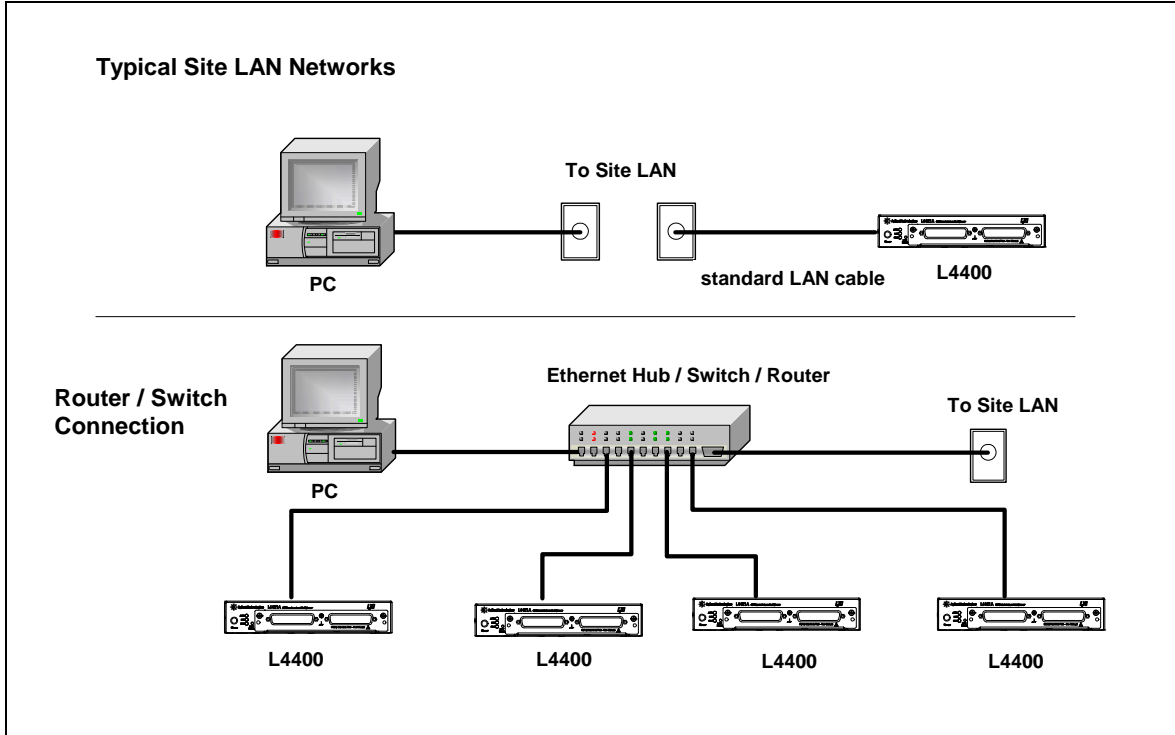 Typical Site LAN Networks
To Site LAN
PC
standard LAN cable
L4400
Router / Switch
Connection
Ethernet Hub / Switch / Router
To Site LAN
PC
L4400
L4400
L4400
L4400